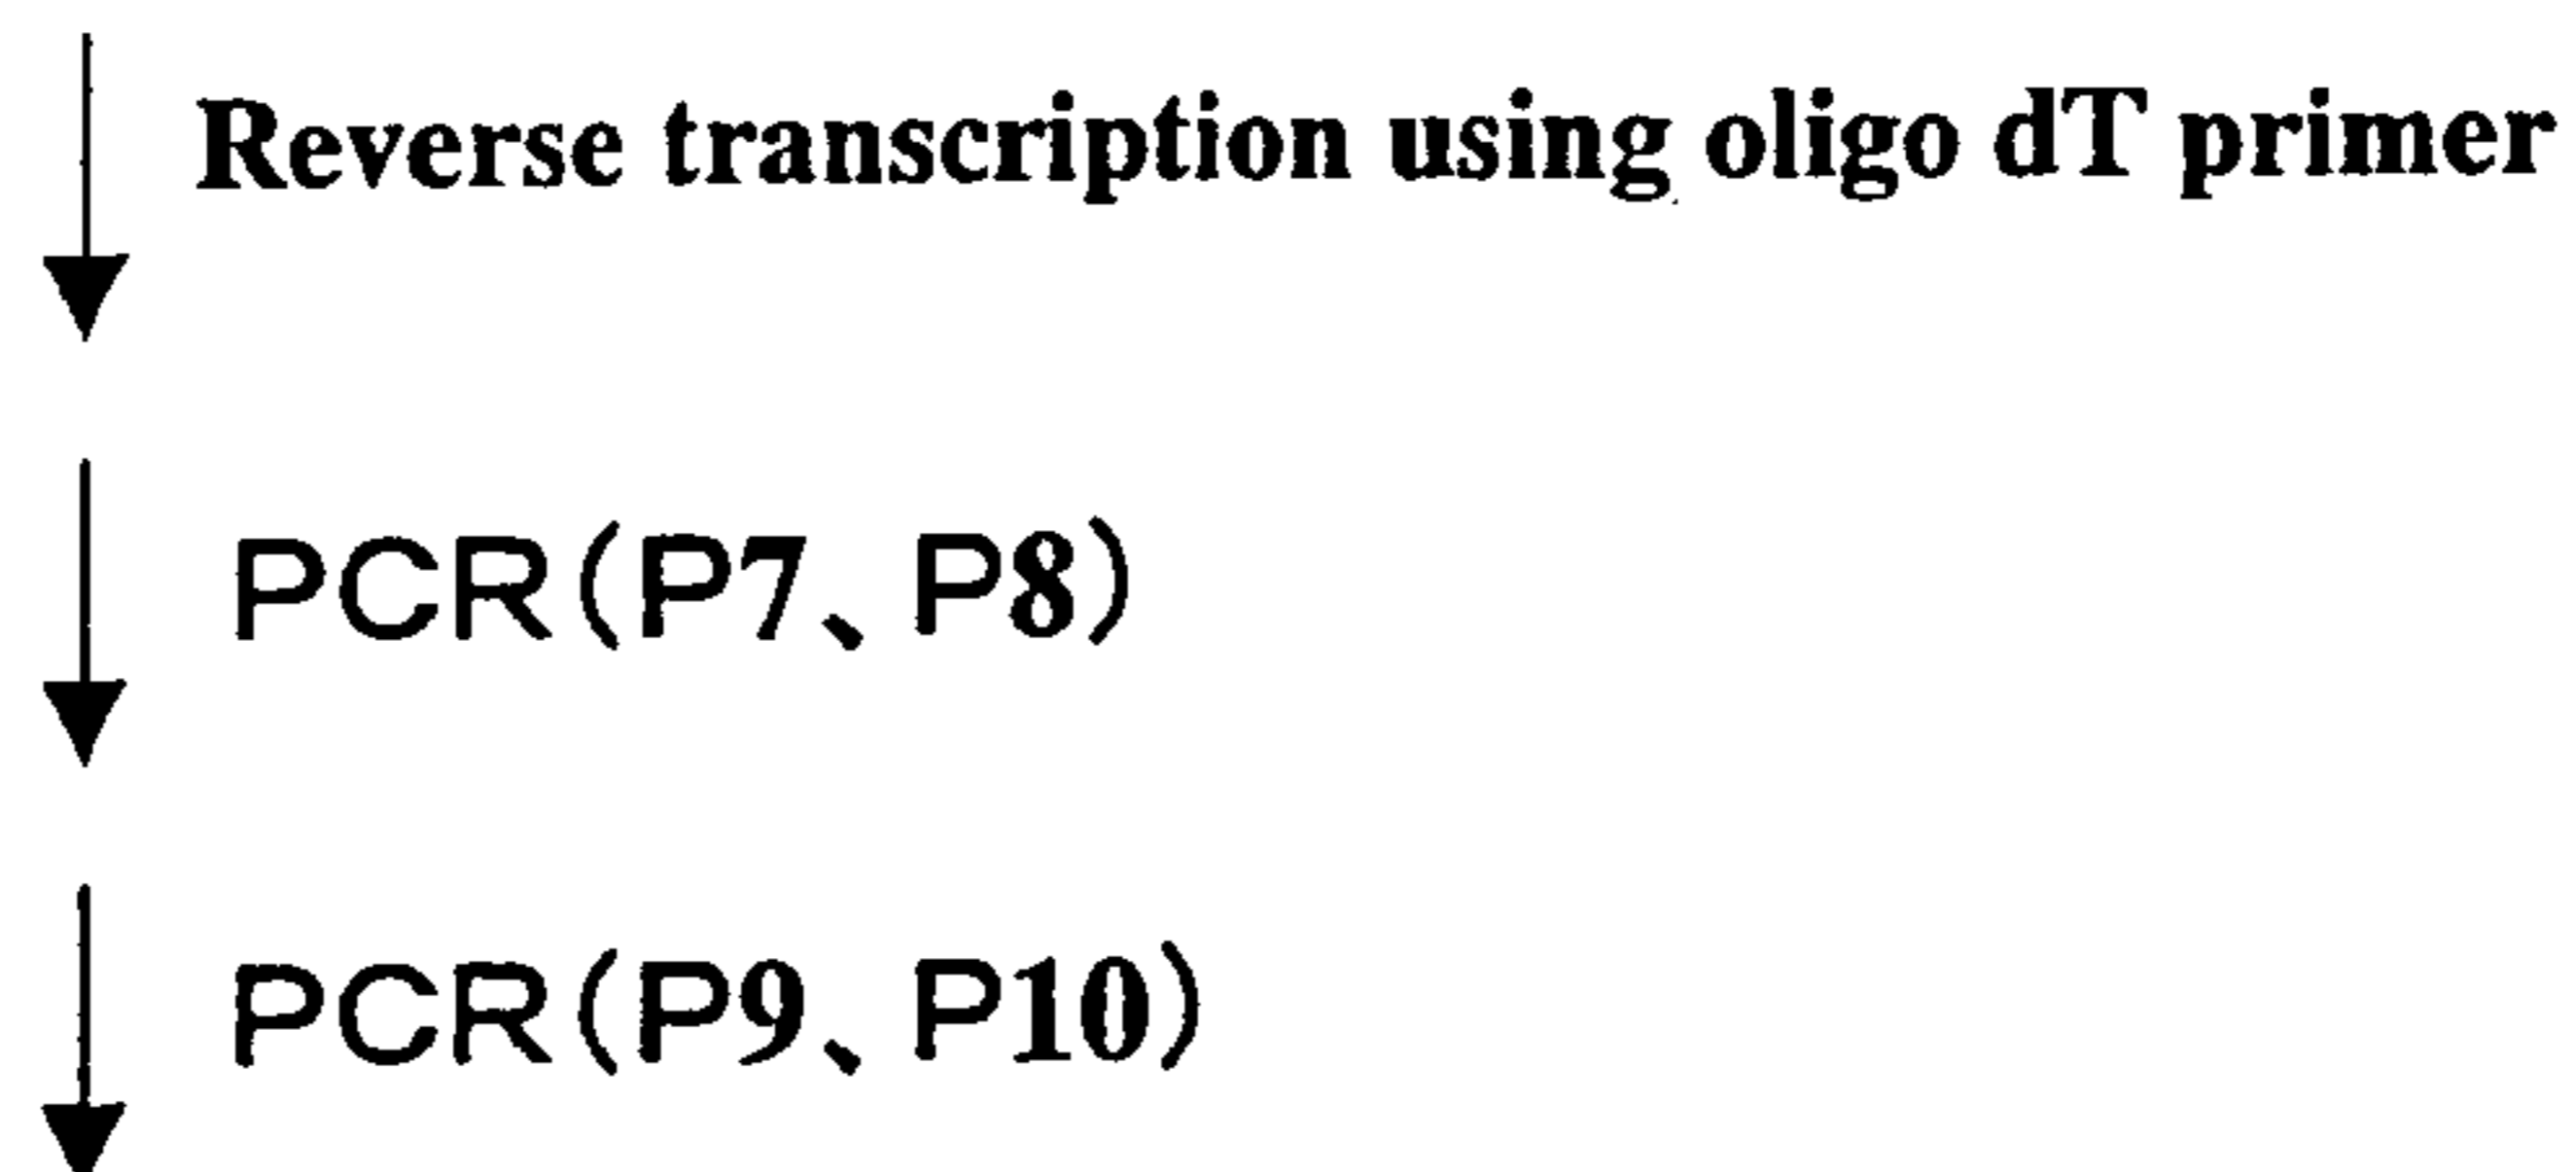 Reverse transcription using oligo dT primer
PCR(P7、P8)
PCR(P9、P10)